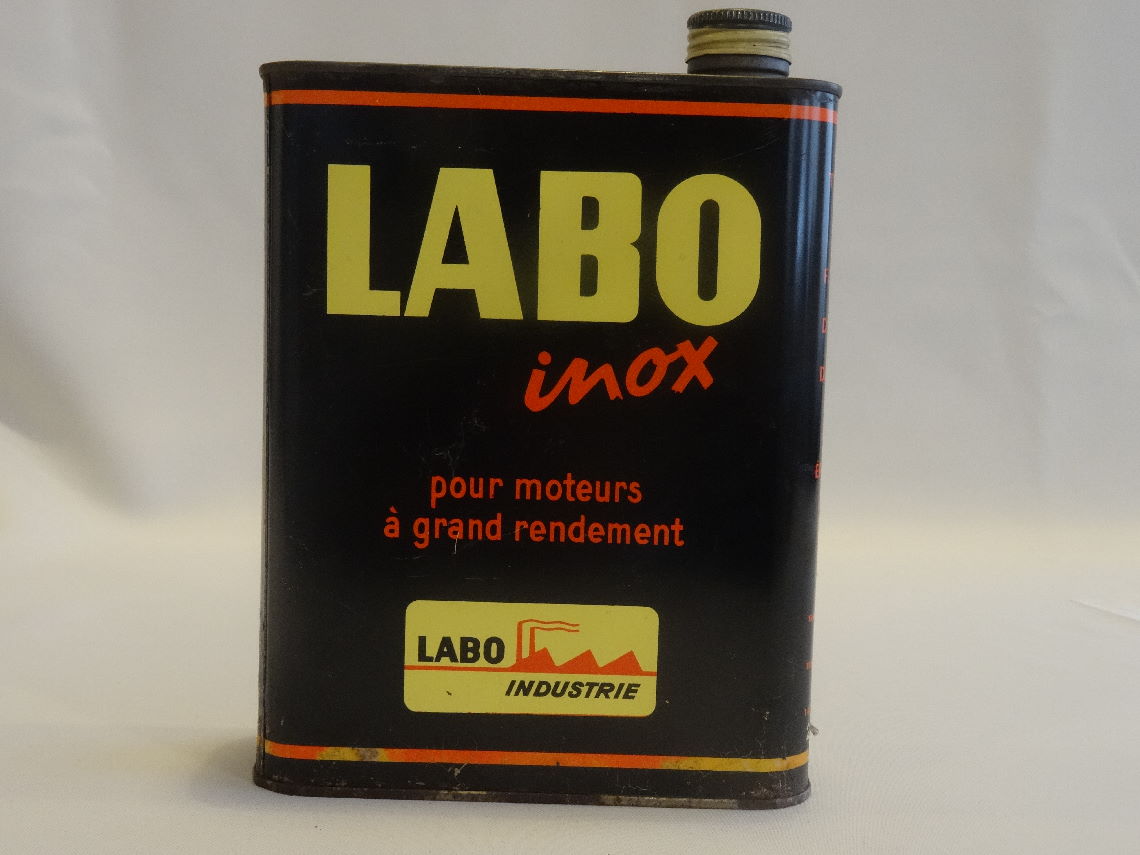 LABO
inox
pour moteurs
à grand rendement
LABO
INDUSTRIE